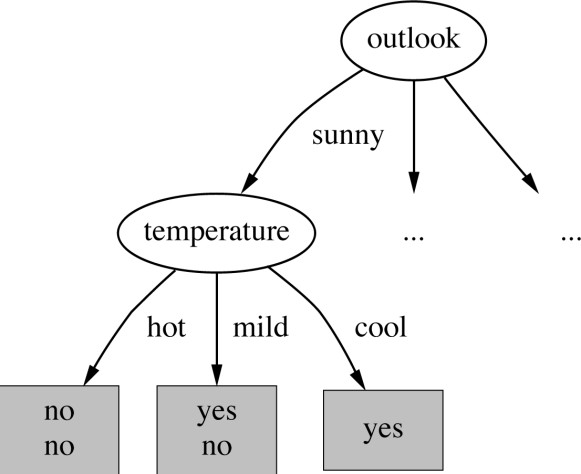 outlook
sunny
temperature
...
...
hot
mild
cool
no
no
yes
no
yes